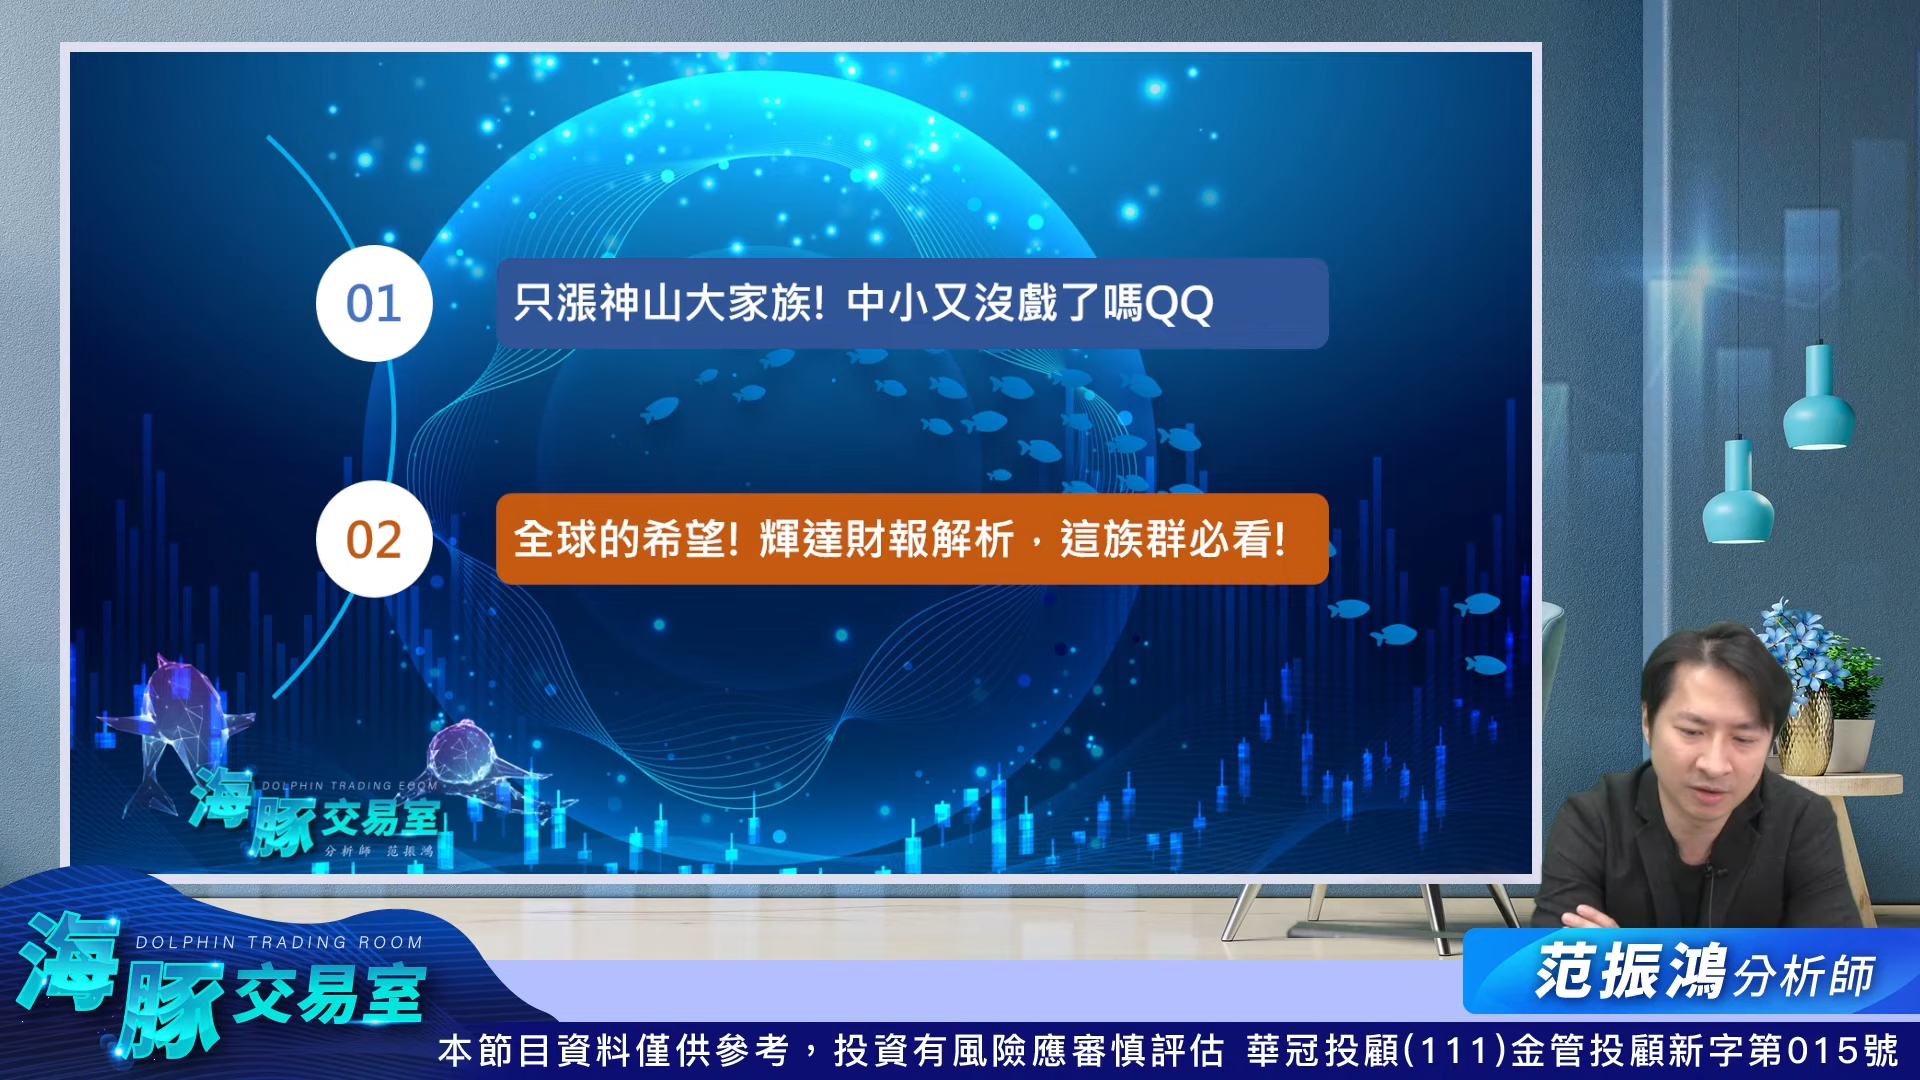 01
只漲神山大家族! 中小又沒戲了嗎QQ
02
全球的希望! 輝達財報解析，這族群必看!
DOLPHIN TRADING ROOM
海豚交易室
分析師 范振鴻
DOLPHIN TRADING ROOM
海豚交易室
范振鴻分析師
本節目資料僅供參考，投資有風險應審慎評估 華冠投顧(111)金管投顧新字第015號